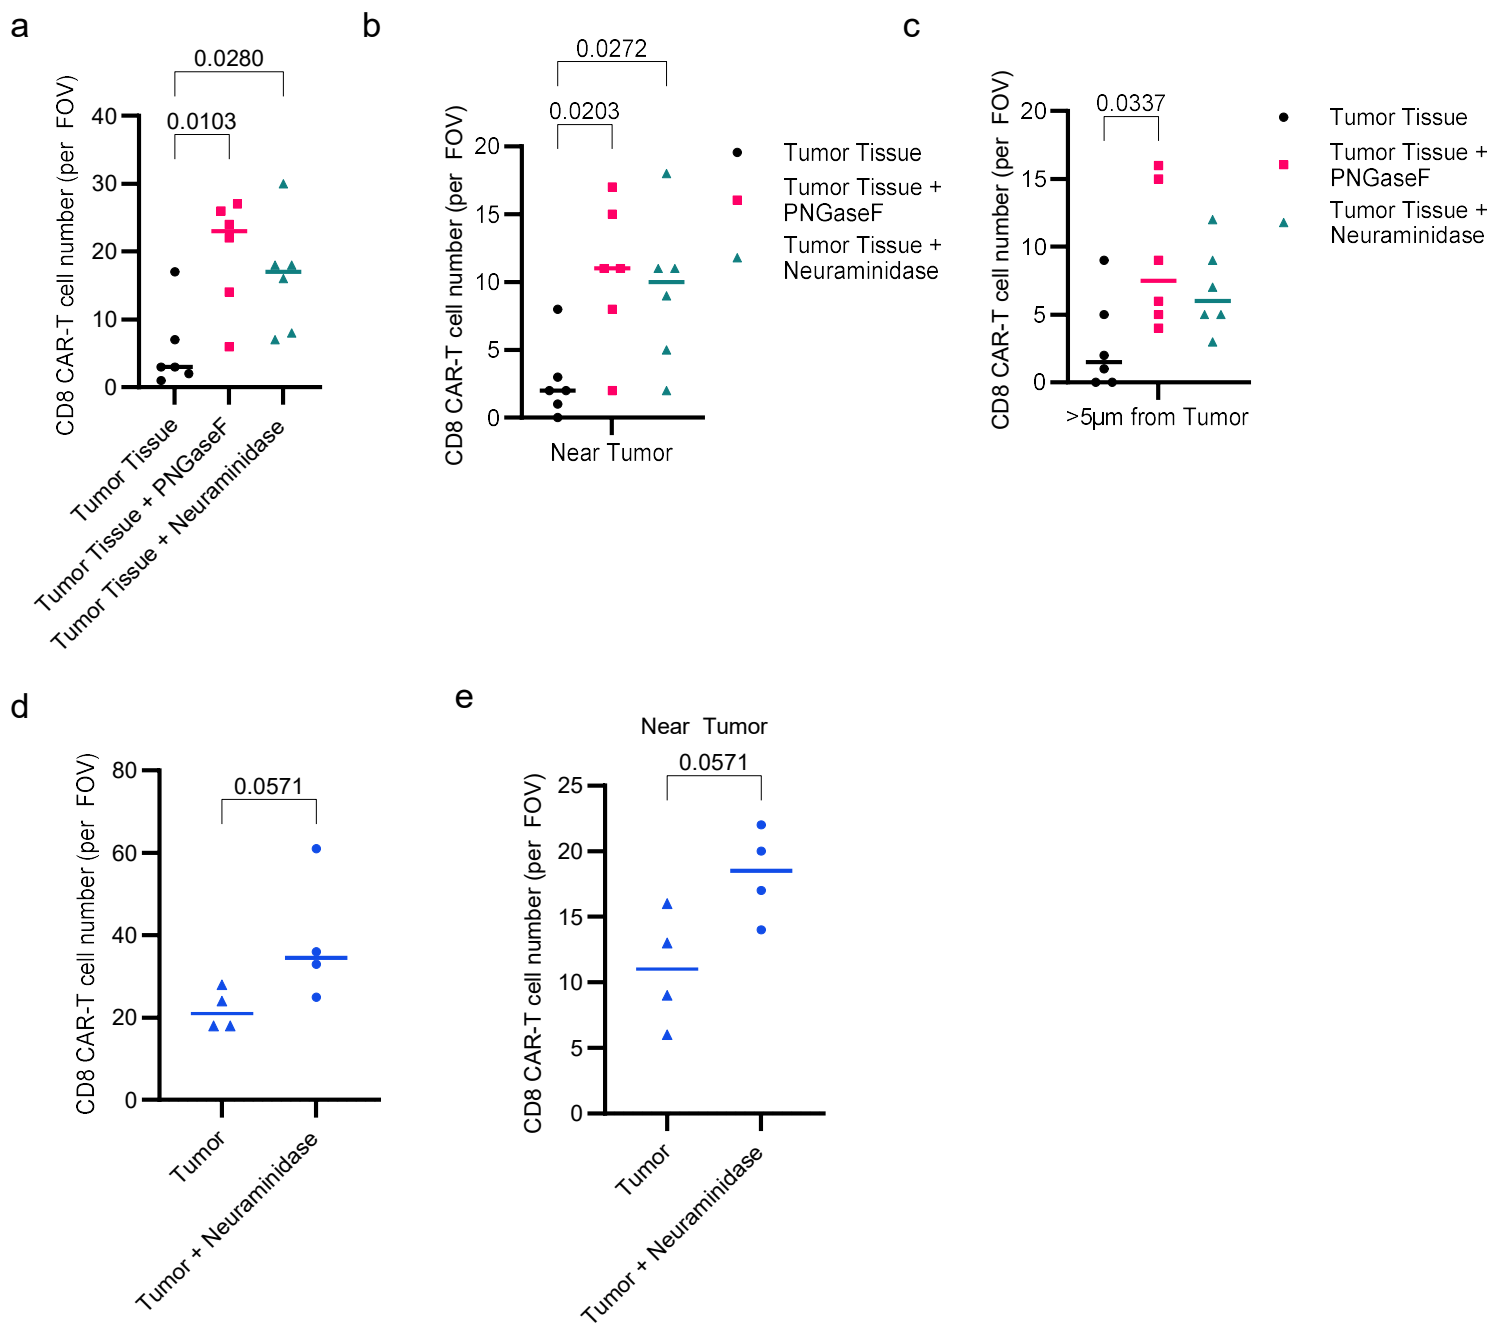 a
0.0280
0.0103
CD8 CAR-T cell number (per FOV)
40
30
20
10
0
Tumor Tissue
Tumor Tissue + PNGaseF
Tumor Tissue + Neuraminidase
b
0.0272
0.0203
CD8 CAR-T cell number (per FOV)
20
15
10
5
0
Near Tumor
Tumor Tissue
Tumor Tissue +
PNGaseF
Tumor Tissue +
Neuraminidase
c
0.0337
CD8 CAR-T cell number (per FOV)
20
15
10
5
0
>5µm from Tumor
Tumor Tissue
Tumor Tissue +
PNGaseF
Tumor Tissue +
Neuraminidase
d
0.0571
CD8 CAR-T cell number (per FOV)
80
60
40
20
0
Tumor
Tumor + Neuraminidase
e
Near Tumor
0.0571
CD8 CAR-T cell number (per FOV)
25
20
15
10
5
0
Tumor
Tumor + Neuraminidase